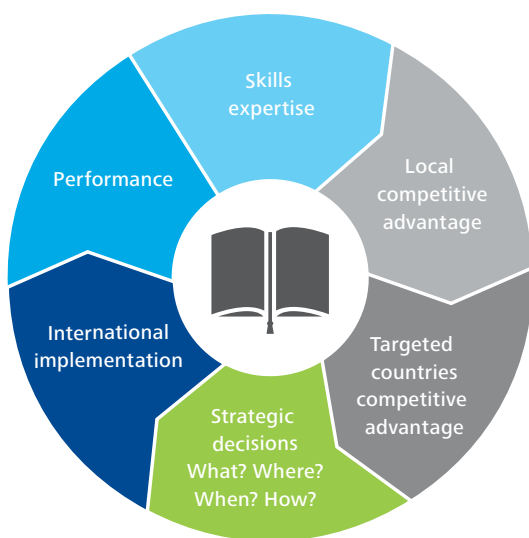 Skills
expertise
Local
competitive
advantage
Targeted
countries
competitive
advantage
Strategic
decisions
What? Where?
When? How?
International
implementation
Performance